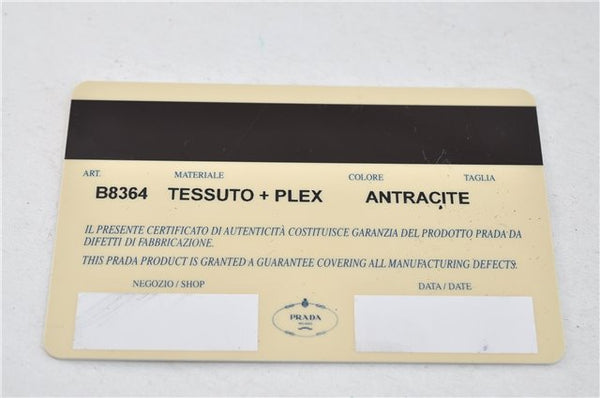 ART. MATERIALE COLORE TAGLIA
B8364 TESSUTO + PLEX ANTRACITE
IL PRESENTE CERTIFICATO DI AUTENTICITÀ COSTITUISCE GARANZIA DEL PRODOTTO PRADA DA
DIFETTI DI FABBRICAZIONE.
THIS PRADA PRODUCT IS GRANTED A GUARANTEE COVERING ALL MANUFACTURING DEFECTS.
NEGOZIO / SHOP DATA / DATE
PRADA
MILANO